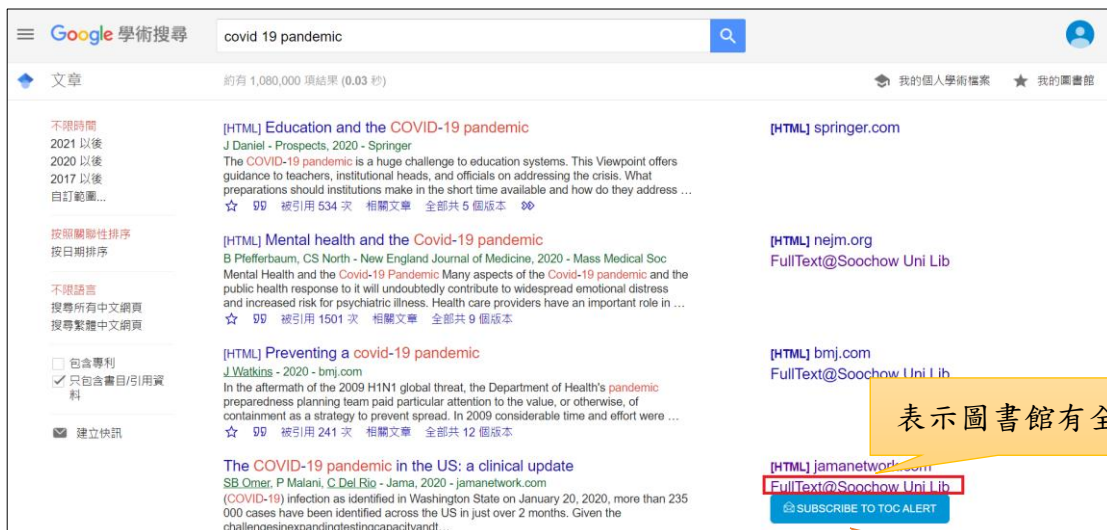 Google 學術搜尋
covid 19 pandemic
文章
約有 1,080,000 項結果 (0.03 秒)
我的個人學術檔案
我的圖書館
不限時間
2021 以後
2020 以後
2017 以後
自訂範圍...
按照關聯性排序
按日期排序
不限語言
搜尋所有中文網頁
搜尋繁體中文網頁
包含專利
只包含書目/引用資
料
建立快訊
[HTML] Education and the COVID-19 pandemic
J Daniel - Prospects, 2020 - Springer
The COVID-19 pandemic is a huge challenge to education systems. This Viewpoint offers
guidance to teachers, institutional heads, and officials on addressing the crisis. What
preparations should institutions make in the short time available and how do they address ...
被引用 534 次 相關文章 全部共 5 個版本
[HTML] springer.com
[HTML] Mental health and the Covid-19 pandemic
B Pfefferbaum, CS North - New England Journal of Medicine, 2020 - Mass Medical Soc
Mental Health and the Covid-19 Pandemic Many aspects of the Covid-19 pandemic and the
public health response to it will undoubtedly contribute to widespread emotional distress
and increased risk for psychiatric illness. Health care providers have an important role in ...
被引用 1501 次 相關文章 全部共 9 個版本
[HTML] nejm.org
FullText@Soochow Uni Lib
[HTML] Preventing a covid-19 pandemic
J Watkins - 2020 - bmj.com
In the aftermath of the 2009 H1N1 global threat, the Department of Health's pandemic
preparedness planning team paid particular attention to the value, or otherwise, of
containment as a strategy to prevent spread. In 2009 considerable time and effort were ...
被引用 241 次 相關文章 全部共 12 個版本
[HTML] bmj.com
FullText@Soochow Uni Lib
表示圖書館有全
The COVID-19 pandemic in the US: a clinical update
SB Omer, P Malani, C Del Rio - Jama, 2020 - jamanetwork.com
(COVID-19) infection as identified in Washington State on January 20, 2020, more than 235
000 cases have been identified across the US in just over 2 months. Given the
challengesinexpandingtestingcapacityandt...
[HTML] jamanetwork.com
FullText@Soochow Uni Lib
SUBSCRIBE TO TOC ALERT